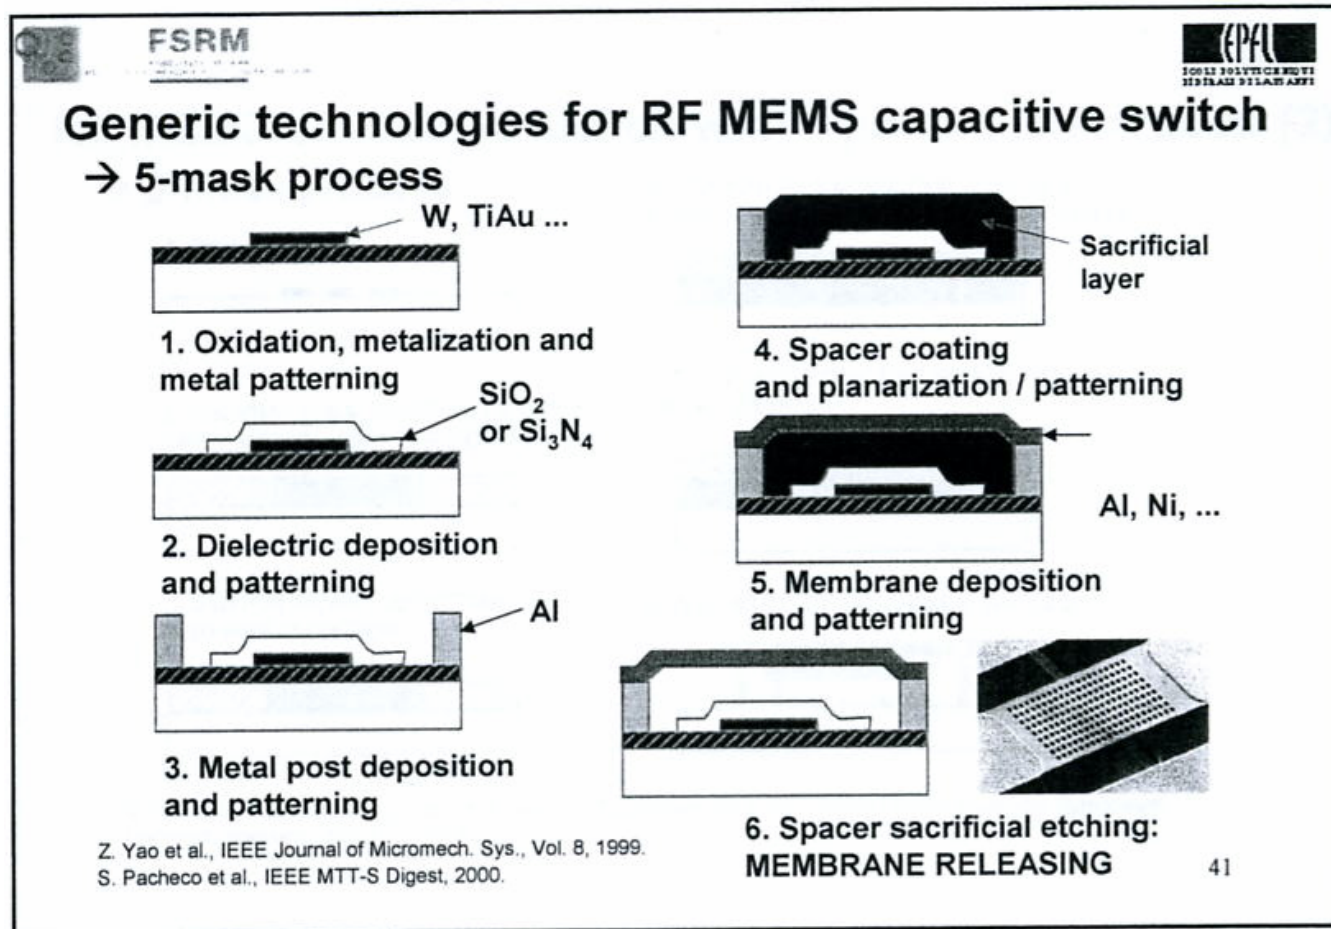 FSRM
EPFL
Generic technologies for RF MEMS capacitive switch
→ 5-mask process
W, TiAu ...
1. Oxidation, metalization and
metal patterning
SiO2
or Si3N4
2. Dielectric deposition
and patterning
Al
3. Metal post deposition
and patterning
Sacrificial
layer
4. Spacer coating
and planarization / patterning
Al, Ni, ...
5. Membrane deposition
and patterning
6. Spacer sacrificial etching:
MEMBRANE RELEASING
Z. Yao et al., IEEE Journal of Micromech. Sys., Vol. 8, 1999.
S. Pacheco et al., IEEE MTT-S Digest, 2000.
41